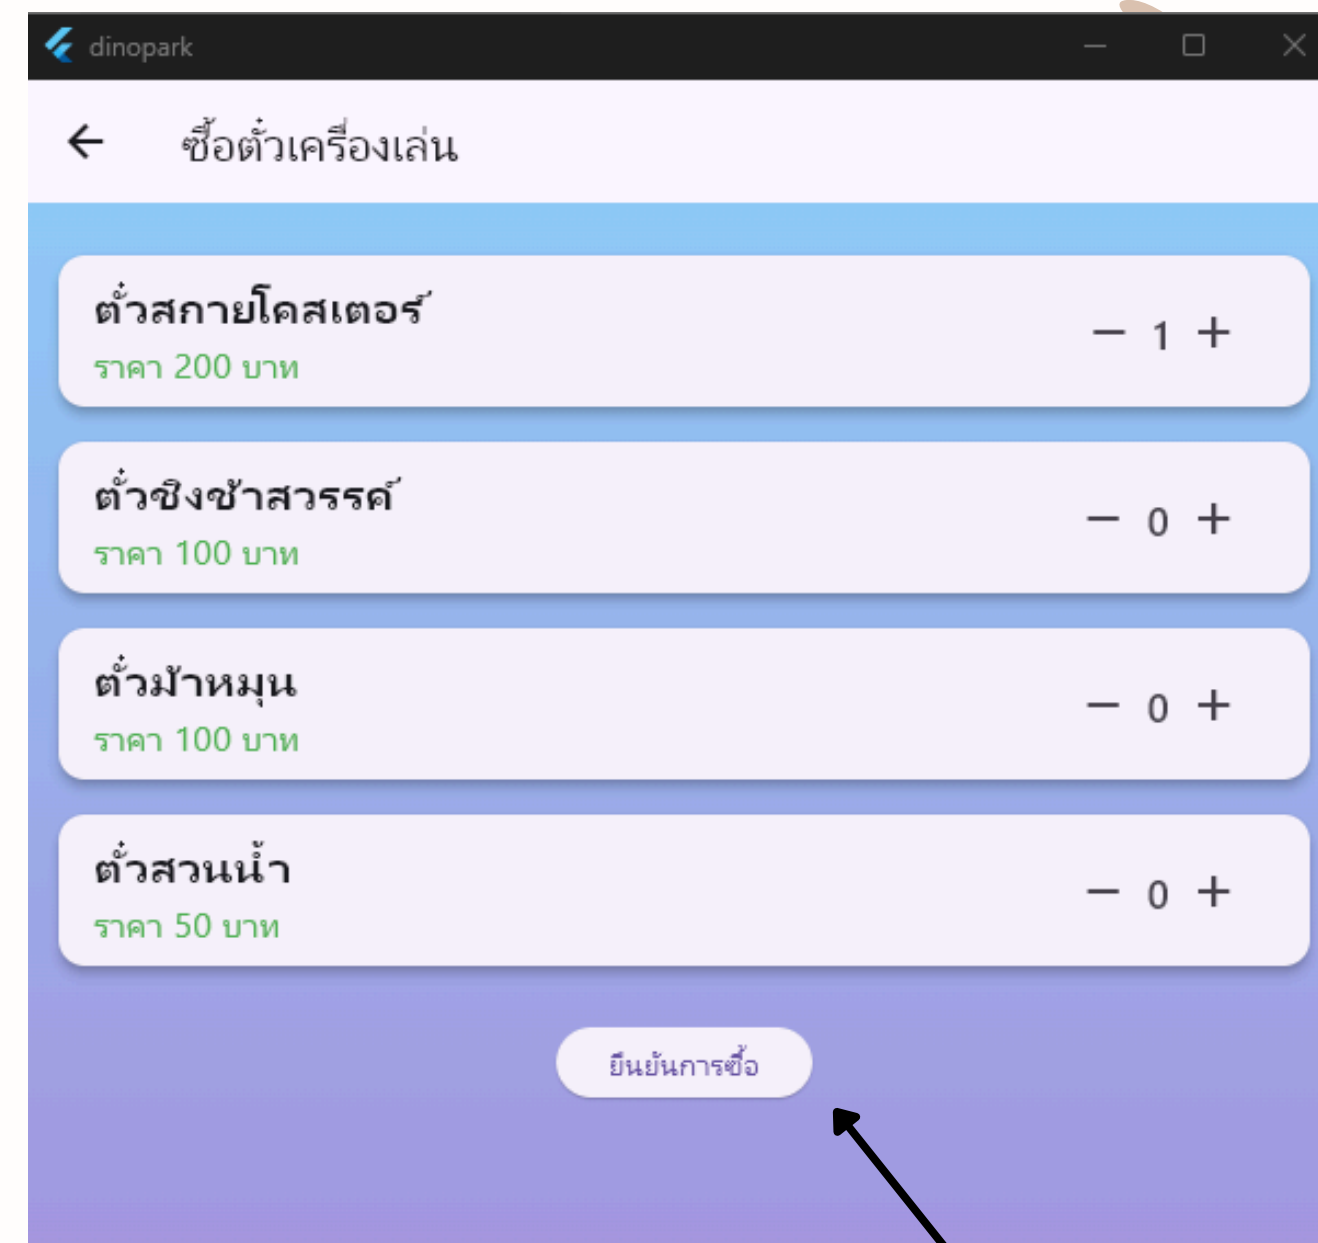 dinopark
ซื้อตั๋วเครื่องเล่น
ตั๋วสกายโคสเตอร์
ราคา 200 บาท
1
ตั๋วชิงช้าสวรรค์
ราคา 100 บาท
0
ตั๋วม้าหมุน
ราคา 100 บาท
0
ตั๋วสวนน้ำ
ราคา 50 บาท
0
ยืนยันการซื้อ